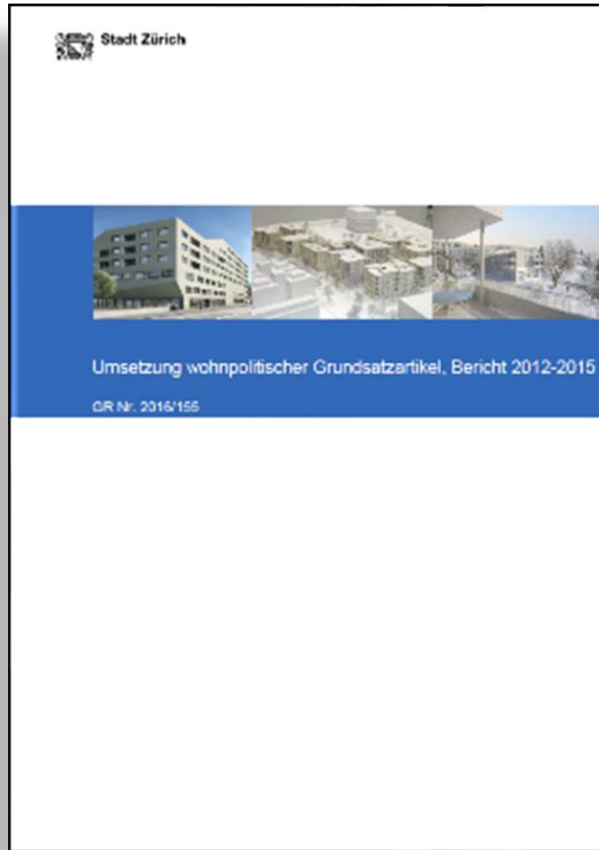 Stadt Zürich
Umsetzung wohnpolitischer Grundsatzartikel, Bericht 2012-2015
GR Nr. 2016/155